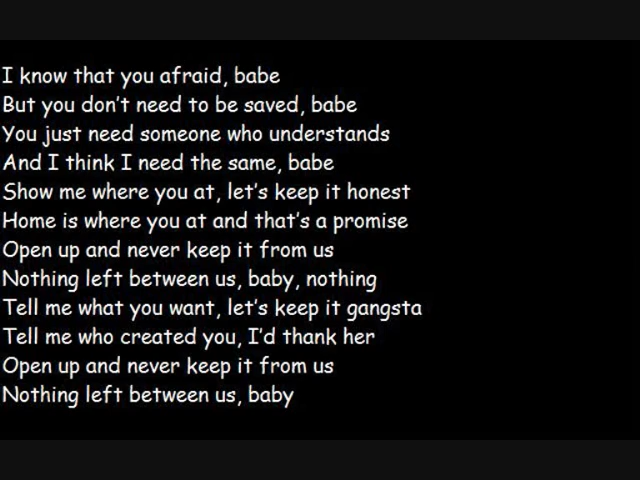 I know that you afraid, babe
But you don't need to be saved, babe
You just need someone who understands
And I think I need the same, babe
Show me where you at, let's keep it honest
Home is where you at and that's a promise
Open up and never keep it from us
Nothing left between us, baby, nothing
Tell me what you want, let's keep it gangsta
Tell me who created you, I'd thank her
Open up and never keep it from us
Nothing left between us, baby